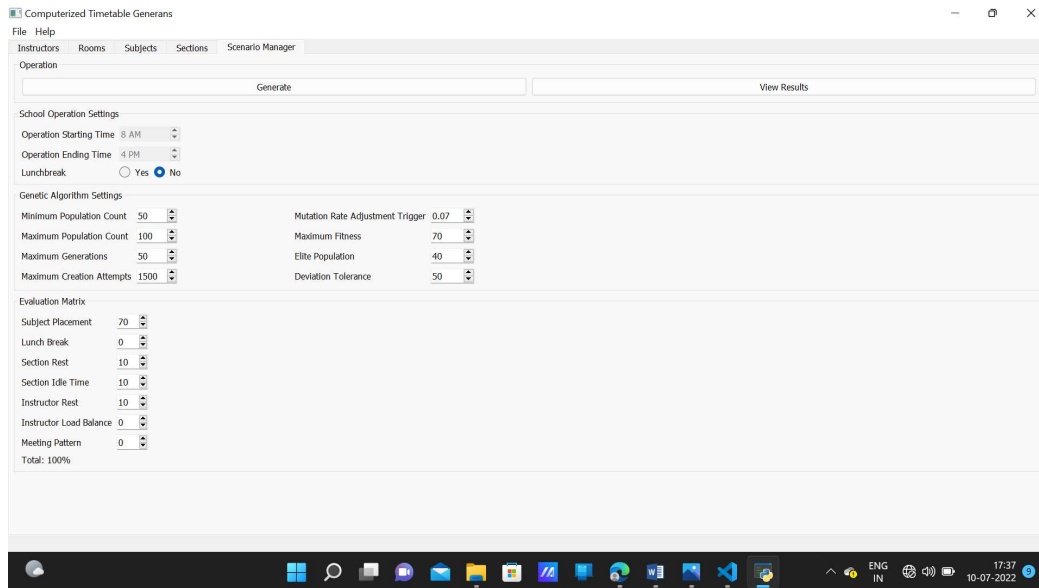 Computerized Timetable Generans
File Help
Instructors Rooms Subjects Sections Scenario Manager
Operation
Generate View Results
School Operation Settings
Operation Starting Time 8 AM
Operation Ending Time 4 PM
Lunchbreak Yes No
Genetic Algorithm Settings
Minimum Population Count 50 Mutation Rate Adjustment Trigger 0.07
Maximum Population Count 100 Maximum Fitness 70
Maximum Generations 50 Elite Population 40
Maximum Creation Attempts 1500 Deviation Tolerance 50
Evaluation Matrix
Subject Placement 70
Lunch Break 0
Section Rest 10
Section Idle Time 10
Instructor Rest 10
Instructor Load Balance 0
Meeting Pattern 0
Total: 100%
ENG 17:37
IN 10-07-2022 9